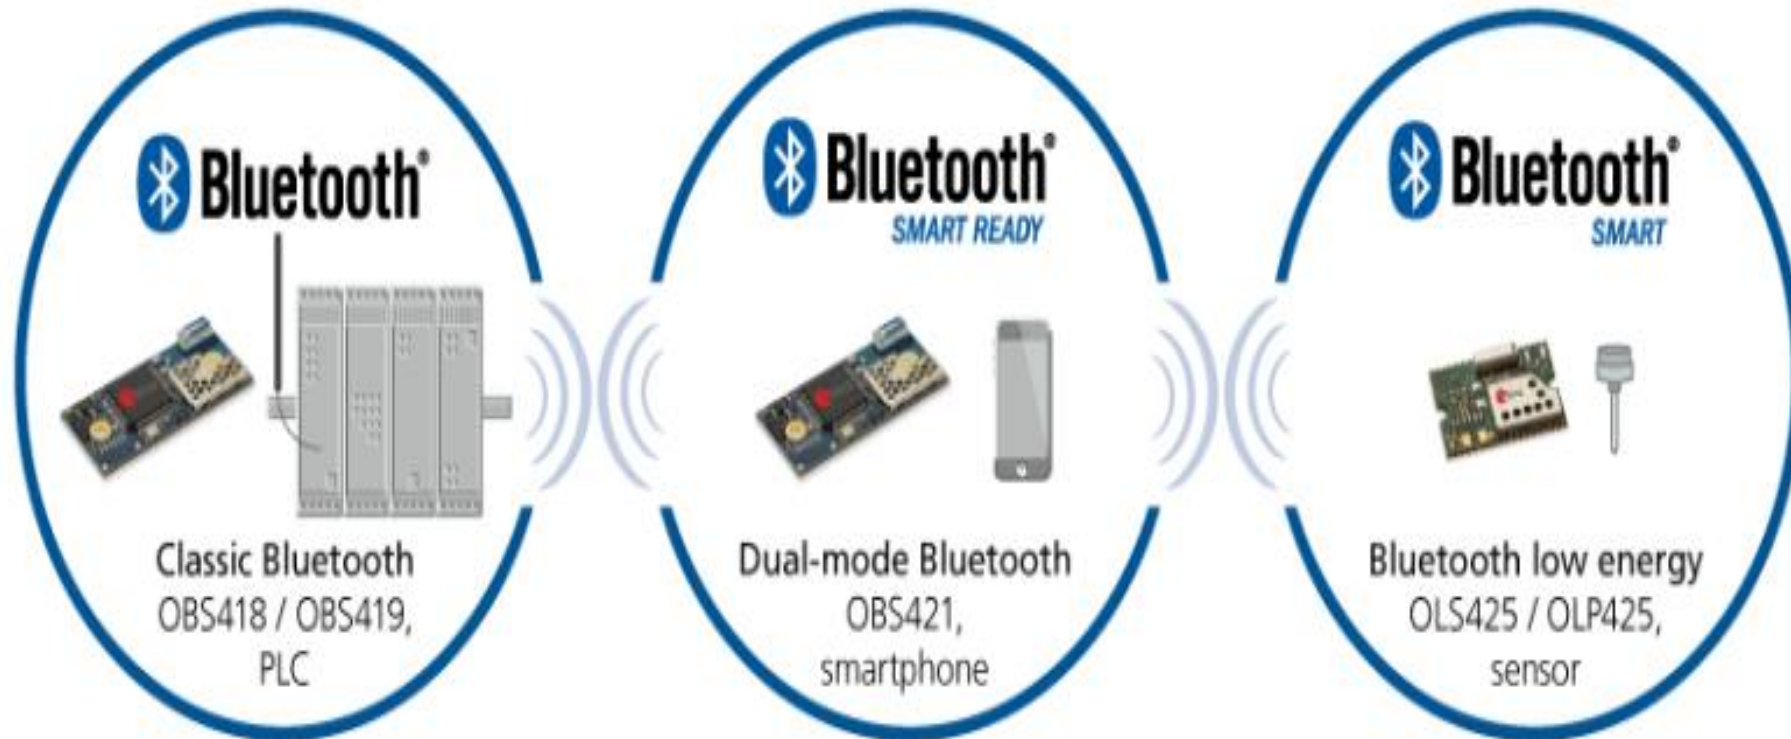 Bluetooth®
Classic Bluetooth
OBS418 / OBS419,
PLC
Bluetooth®
SMART READY
Dual-mode Bluetooth
OBS421,
smartphone
Bluetooth®
SMART
Bluetooth low energy
OLS425 / OLP425,
sensor